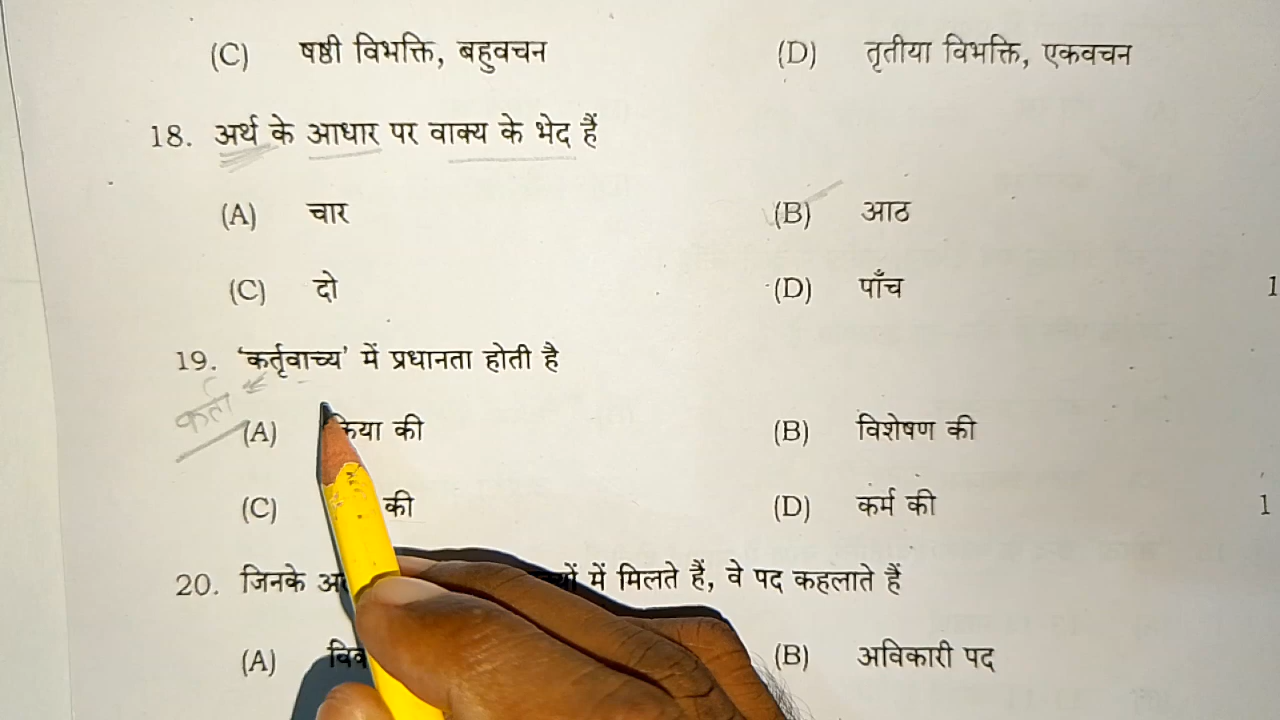 (C) षष्ठी विभक्ति, बहुवचन (D) तृतीया विभक्ति, एकवचन
18. अर्थ के आधार पर वाक्य के भेद हैं
(A) चार (B) आठ
(C) दो (D) पाँच 1
19. 'कर्तृवाच्य' में प्रधानता होती है
कर्ता
(A) क्रिया की (B) विशेषण की
(C) की (D) कर्म की 1
20. जिनके में मिलते हैं, वे पद कहलाते हैं
(A) (B) अविकारी पद